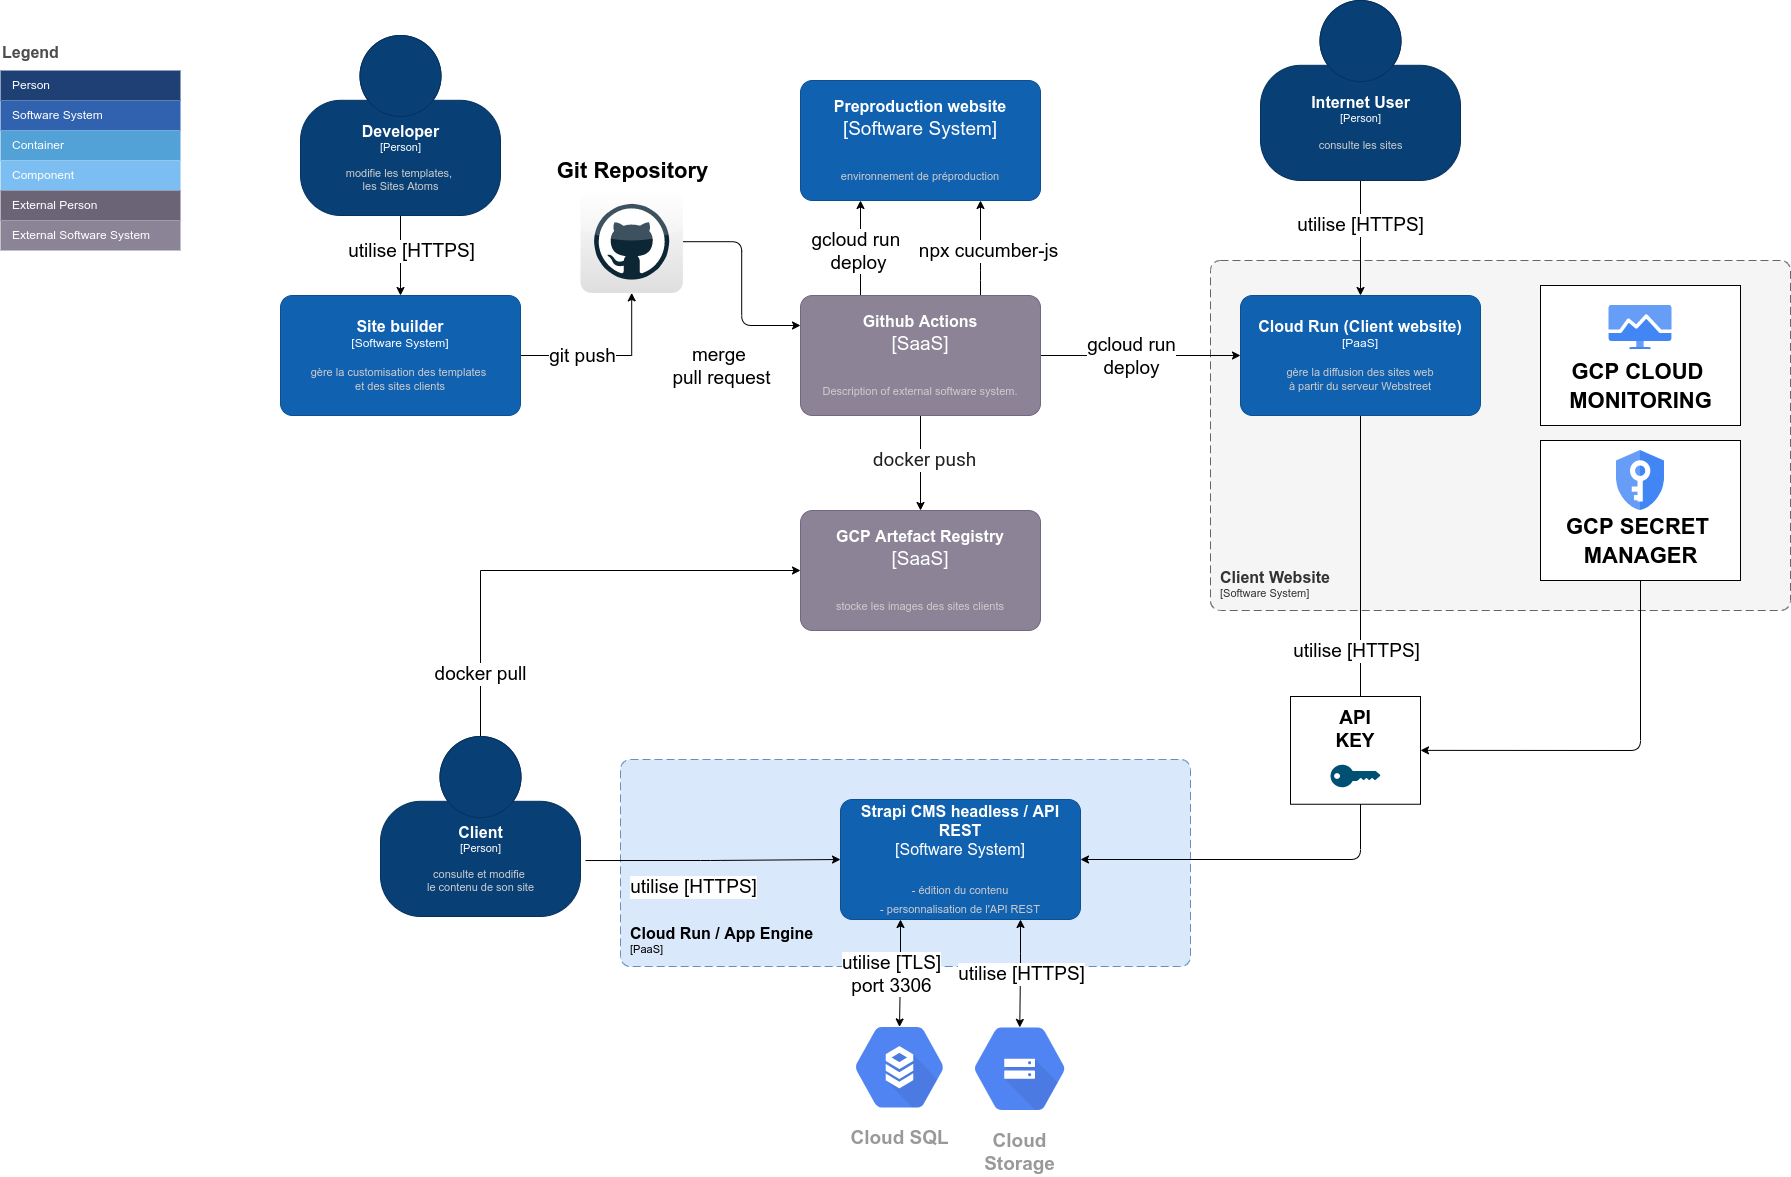 Legend
Person
Software System
Container
Component
External Person
External Software System
Developer
[Person]
modifie les templates,
les Sites Atoms
utilise [HTTPS]
Site builder
[Software System]
gère la customisation des templates
et des sites clients
git push
Git Repository
merge
pull request
Preproduction website
[Software System]
environnement de préproduction
gcloud run
deploy
npx cucumber-js
Github Actions
[SaaS]
Description of external software system.
gcloud run
deploy
docker push
GCP Artefact Registry
[SaaS]
stocke les images des sites clients
Internet User
[Person]
consulte les sites
utilise [HTTPS]
Cloud Run (Client website)
[PaaS]
gère la diffusion des sites web
à partir du serveur Webstreet
GCP CLOUD
MONITORING
GCP SECRET
MANAGER
Client Website
[Software System]
utilise [HTTPS]
API
KEY
docker pull
Client
[Person]
consulte et modifie
le contenu de son site
utilise [HTTPS]
Strapi CMS headless / API
REST
[Software System]
- édition du contenu
- personnalisation de l'API REST
Cloud Run / App Engine
[PaaS]
utilise [TLS]
port 3306
utilise [HTTPS]
Cloud SQL
Cloud
Storage